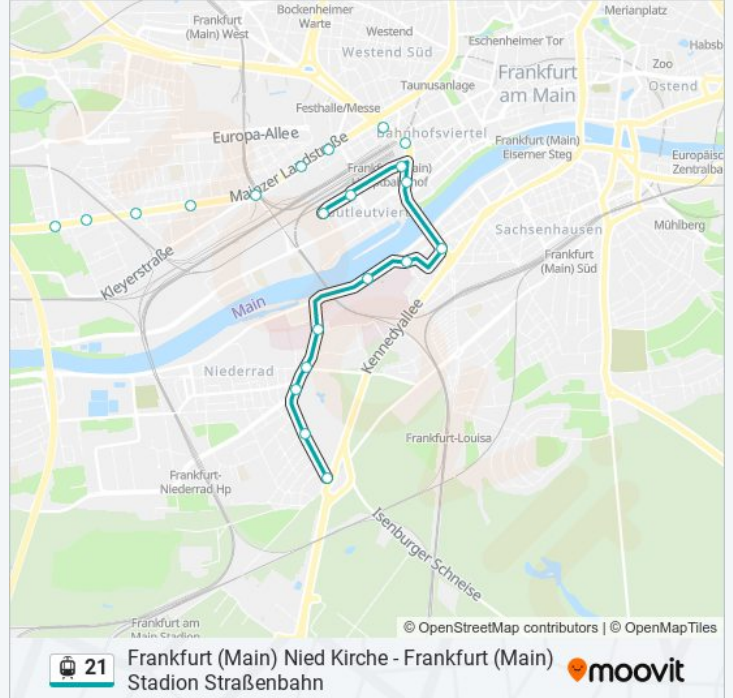 Bockenheimer
Warte
Merianplatz
Frankfurt
(Main) West
Westend
Eschenheimer Tor
Habsb
Westend Süd
Zoo
Frankfurt
am Main
Taunusanlage
Ostend
Festhalle/Messe
Europa-Allee
Bahnhofsviertel
Frankfurt (Main)
Eiserner Steg
Mainzer Landstraße
Europäisc
Zentralba
Gutleutviertel
Sachsenhausen
Mühlberg
Frankfurt
(Main) Süd
Kleyerstraße
Main
Kennedyallee
Niederrad
Frankfurt-Louisa
Frankfurt-
Niederrad Hp
Isenburger Schneise
Frankfurt am
Main Stadion
© OpenStreetMap contributors | © OpenMapTiles
21
Frankfurt (Main) Nied Kirche - Frankfurt (Main)
Stadion Straßenbahn
moovit